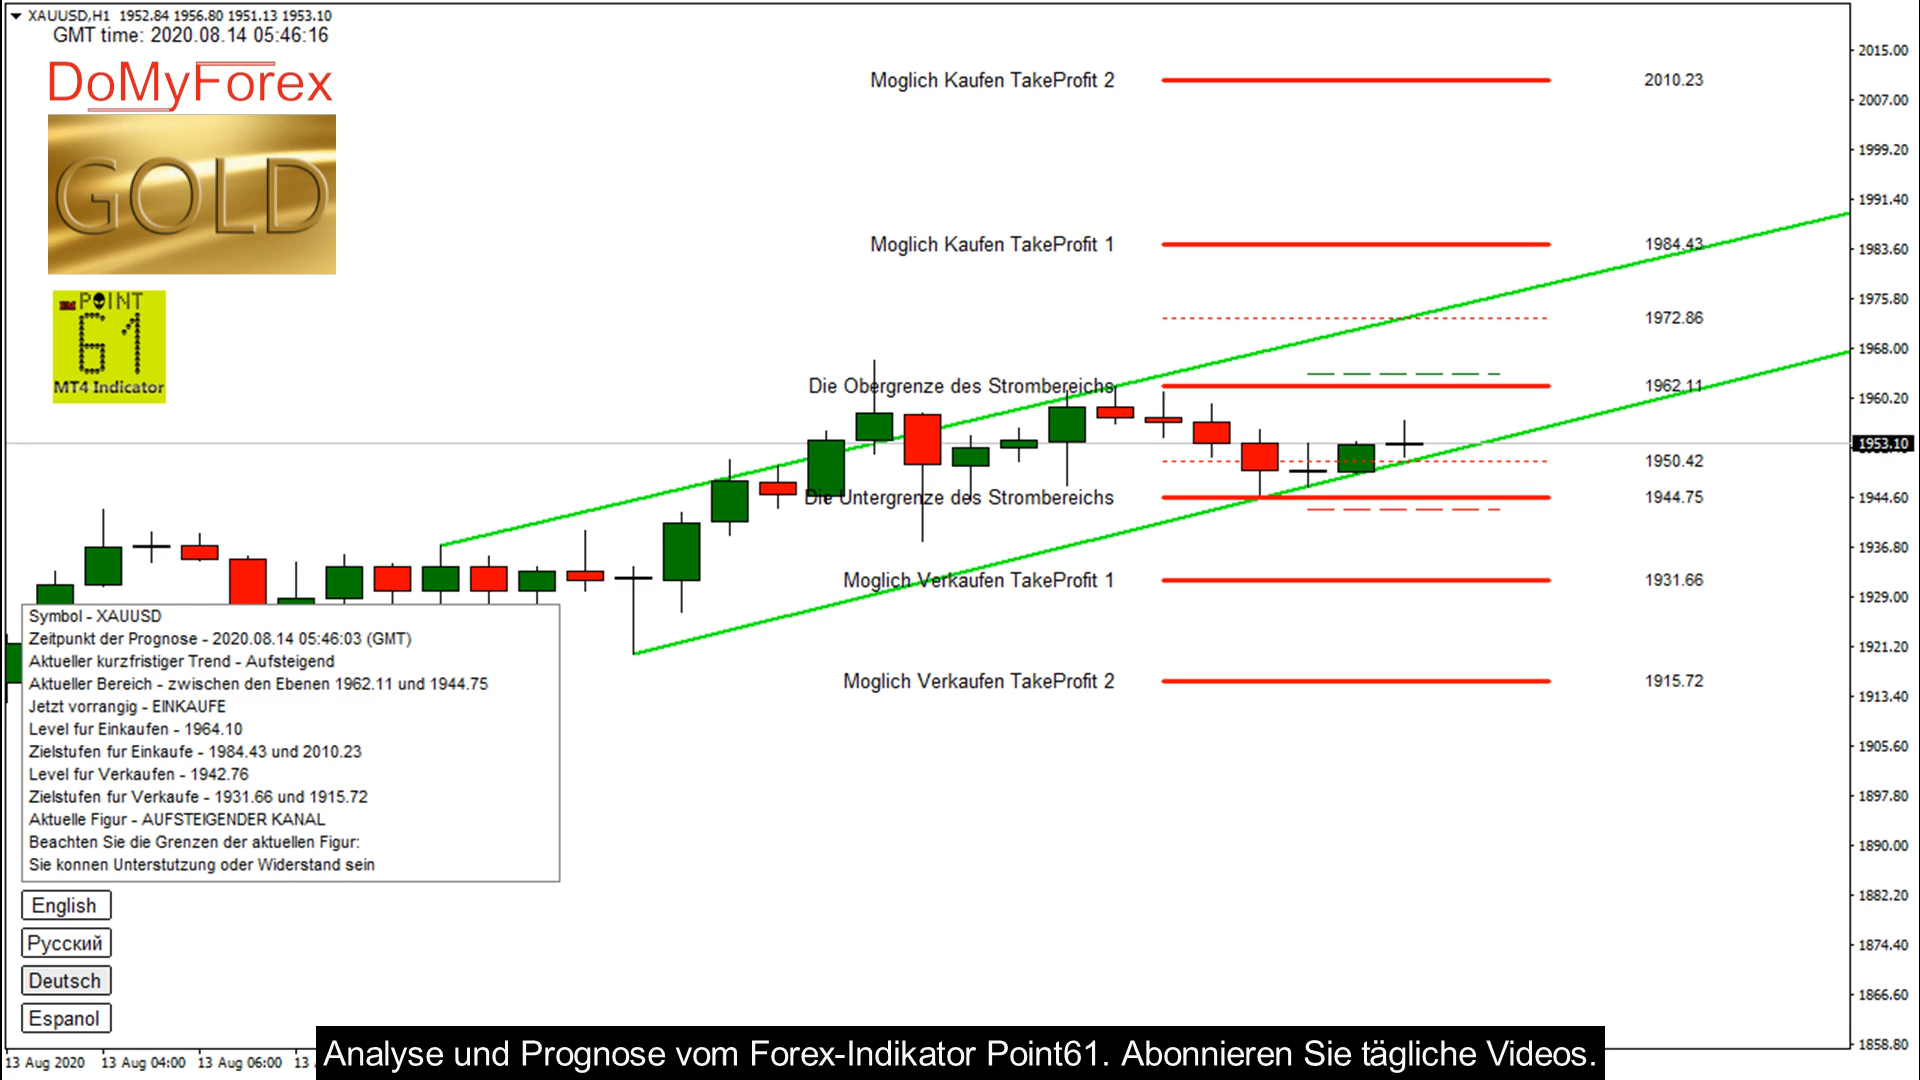 XAUUSD,H1 1952.84 1956.80 1951.13 1953.10
GMT time: 2020.08.14 05:46:16
DoMyForex
GOLD
POINT
61
MT4 Indicator
Moglich Kaufen TakeProfit 2
2010.23
Moglich Kaufen TakeProfit 1
1984.43
1972.86
Die Obergrenze des Strombereichs
1962.11
1950.42
Die Untergrenze des Strombereichs
1944.75
Moglich Verkaufen TakeProfit 1
1931.66
Moglich Verkaufen TakeProfit 2
1915.72
2015.00
2007.00
1999.20
1991.40
1983.60
1975.80
1968.00
1960.20
1953.10
1944.60
1936.80
1929.00
1921.20
1913.40
1905.60
1897.80
1890.00
1882.20
1874.40
1866.60
1858.80
Symbol - XAUUSD
Zeitpunkt der Prognose - 2020.08.14 05:46:03 (GMT)
Aktueller kurzfristiger Trend - Aufsteigend
Aktueller Bereich - zwischen den Ebenen 1962.11 und 1944.75
Jetzt vorrangig - EINKAUFE
Level fur Einkaufen - 1964.10
Zielstufen fur Einkaufe - 1984.43 und 2010.23
Level fur Verkaufen - 1942.76
Zielstufen fur Verkaufe - 1931.66 und 1915.72
Aktuelle Figur - AUFSTEIGENDER KANAL
Beachten Sie die Grenzen der aktuellen Figur:
Sie konnen Unterstutzung oder Widerstand sein
English
Русский
Deutsch
Espanol
13 Aug 2020 13 Aug 04:00 13 Aug 06:00 13
Analyse und Prognose vom Forex-Indikator Point61. Abonnieren Sie tägliche Videos.